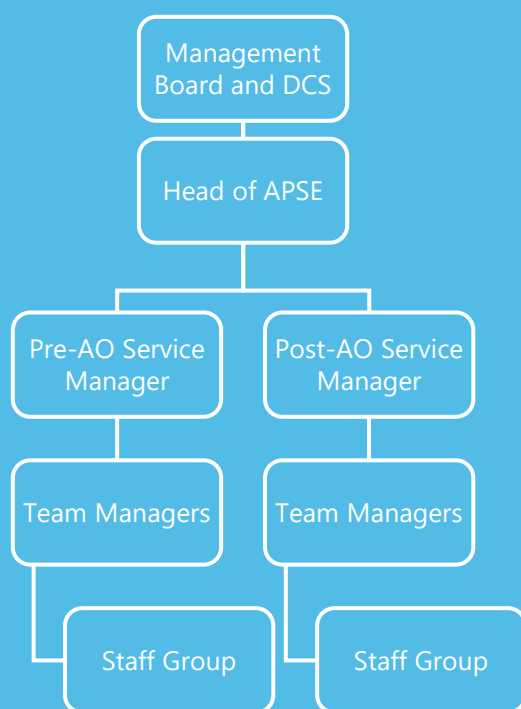 Management
Board and DCS
Head of APSE
Pre-AO Service
Manager
Post-AO Service
Manager
Team Managers
Team Managers
Staff Group
Staff Group